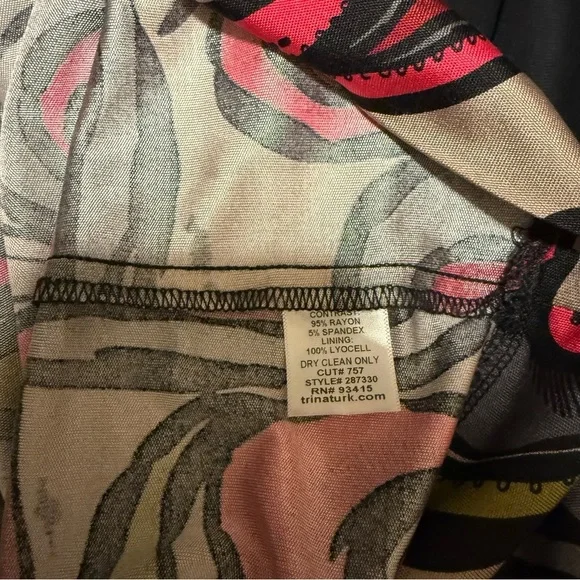 CONTRAST:
95% RAYON
5% SPANDEX
LINING:
100% LYOCELL
DRY CLEAN ONLY
CUT# 757
STYLE# 287330
RN# 93415
trinaturk.com